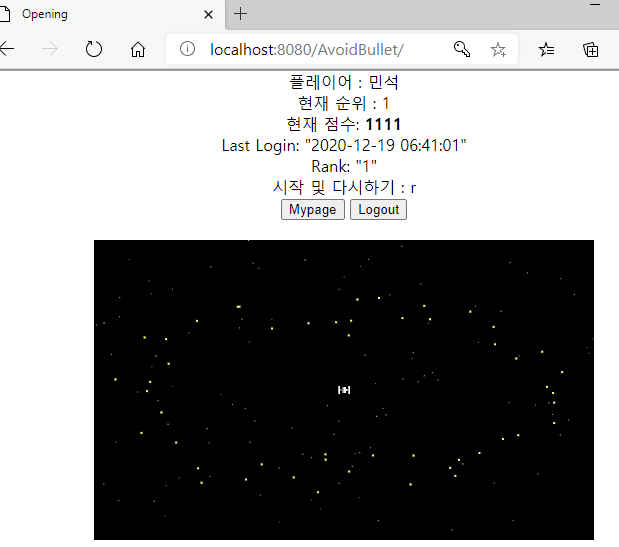 Opening
localhost:8080/AvoidBullet/
플레이어 : 민석
현재 순위 : 1
현재 점수: 1111
Last Login: "2020-12-19 06:41:01"
Rank: "1"
시작 및 다시하기 : r
Mypage Logout